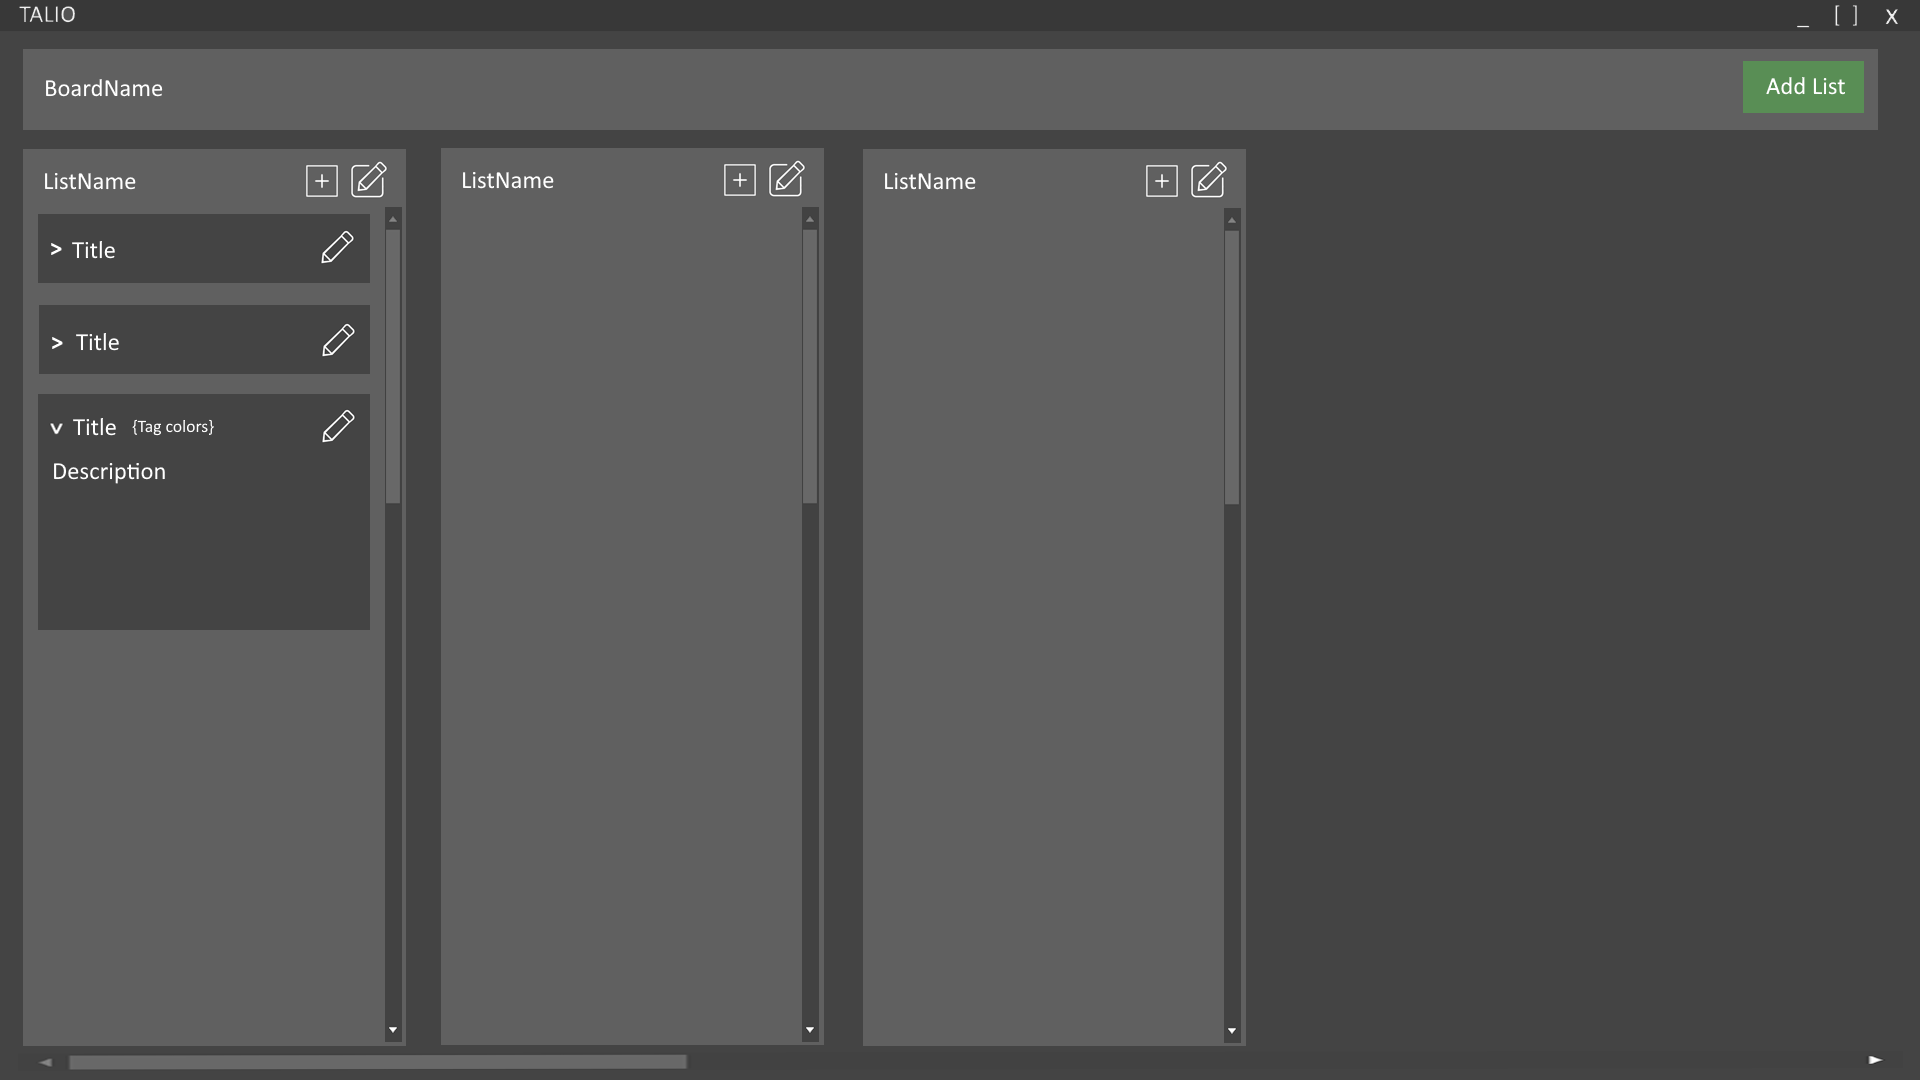 TALIO
_ [ ] X
BoardName
Add List
ListName
ListName
ListName
> Title
> Title
v Title {Tag colors}
Description